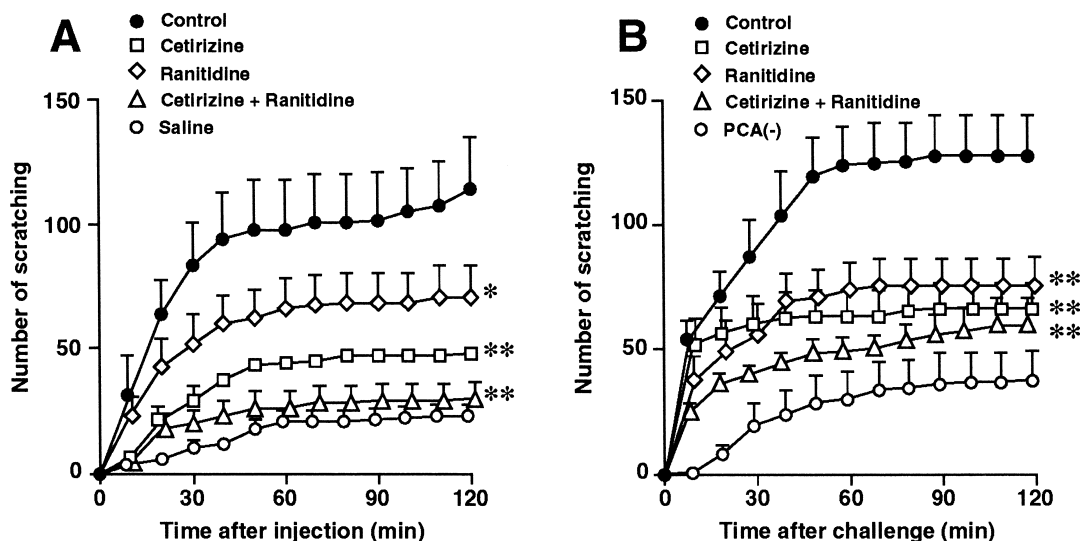 A
Control
Cetirizine
Ranitidine
Cetirizine + Ranitidine
Saline
150
100
50
0
Number of scratching
*
**
**
0 30 60 90 120
Time after injection (min)
B
Control
Cetirizine
Ranitidine
Cetirizine + Ranitidine
PCA(-)
150
100
50
0
Number of scratching
**
**
**
0 30 60 90 120
Time after challenge (min)